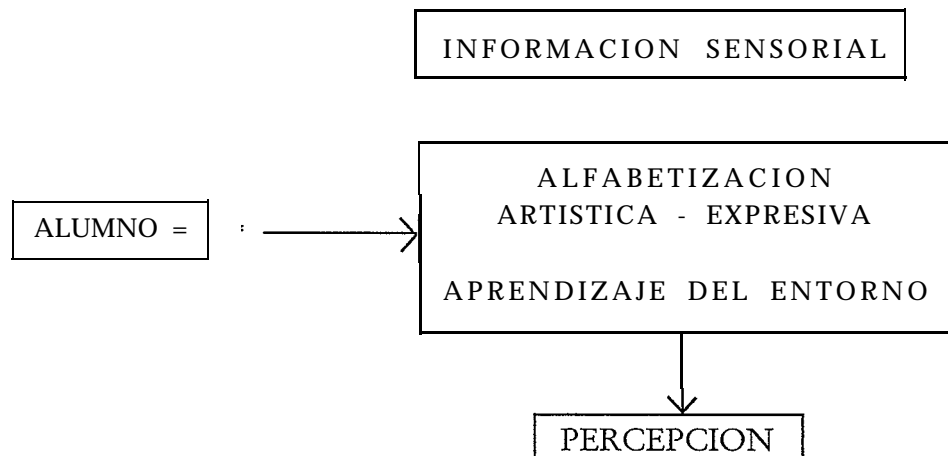 INFORMACION SENSORIAL
ALFABETIZACION
ARTISTICA - EXPRESIVA
ALUMNO =
APRENDIZAJE DEL ENTORNO
PERCEPCION